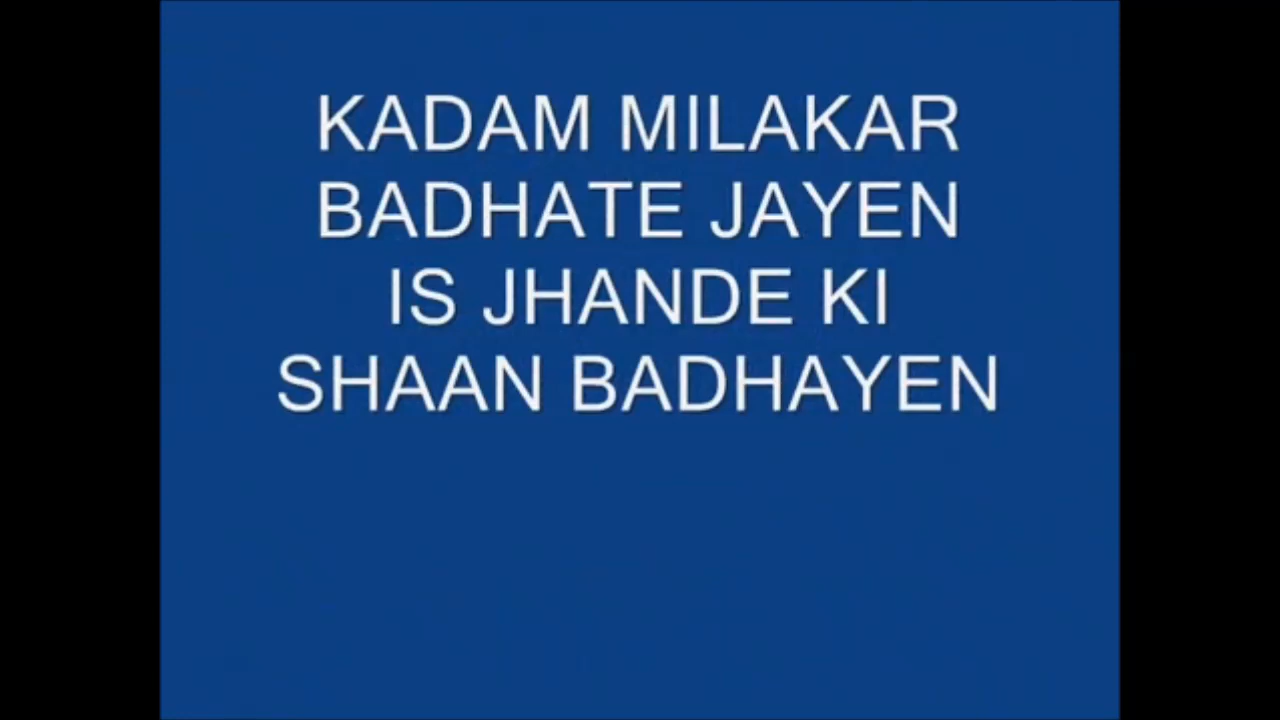 KADAM MILAKAR
BADHATE JAYEN
IS JHANDE KI
SHAAN BADHAYEN